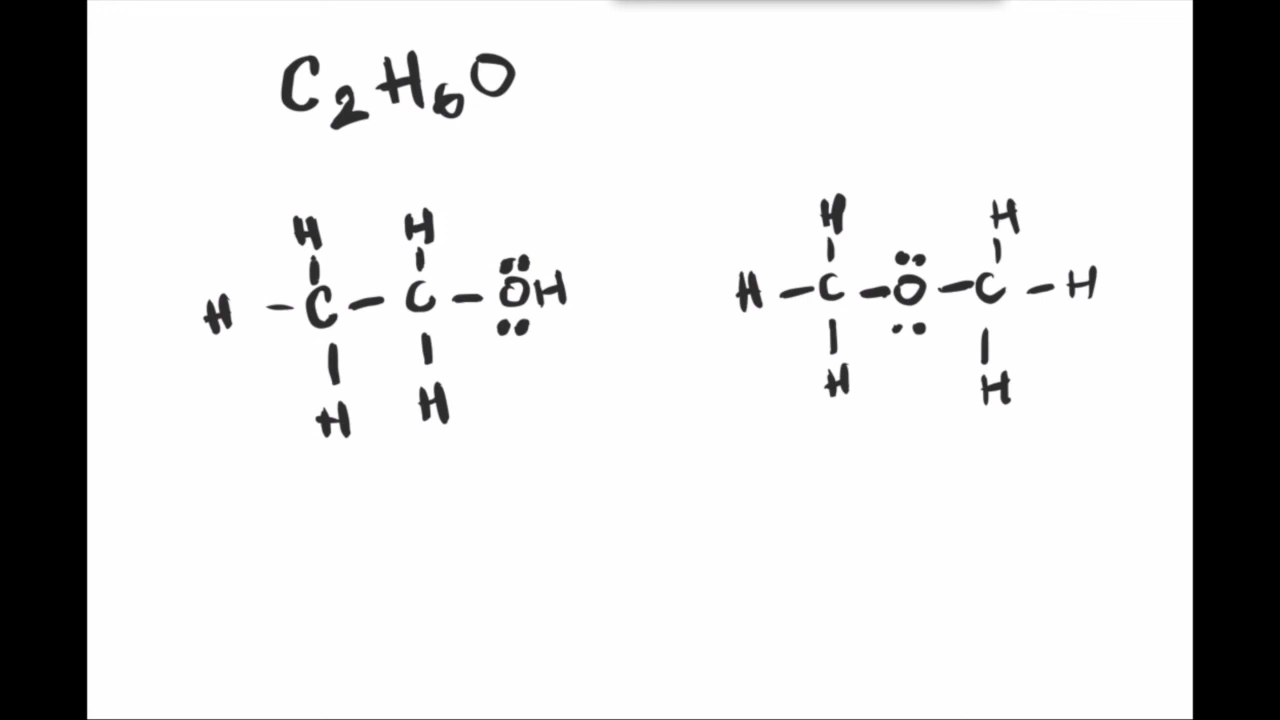 C₂H₆O
H H H H
H – C – C – ÖH H – C – O – C – H
H H H H